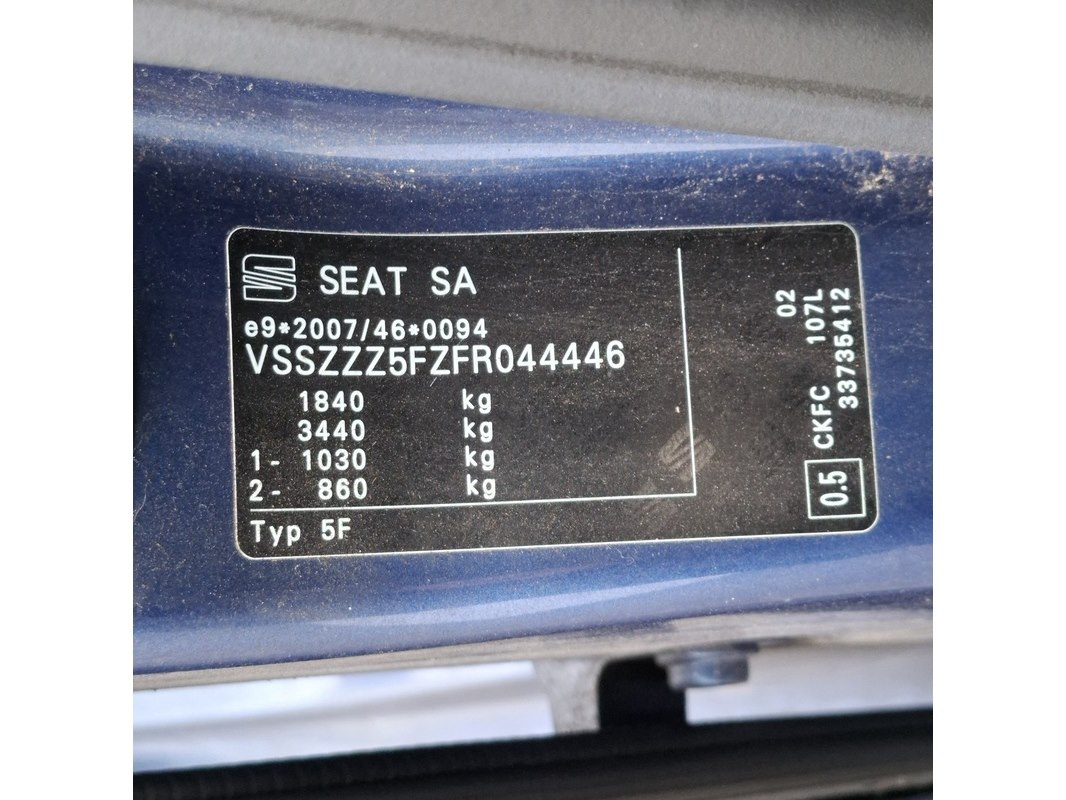 SEAT SA
e9*2007/46*0094
VSSZZZ5FZFR044446
1840 kg
3440 kg
1- 1030 kg
2- 860 kg
Typ 5F
02
CKFC 107L
33735412
0.5